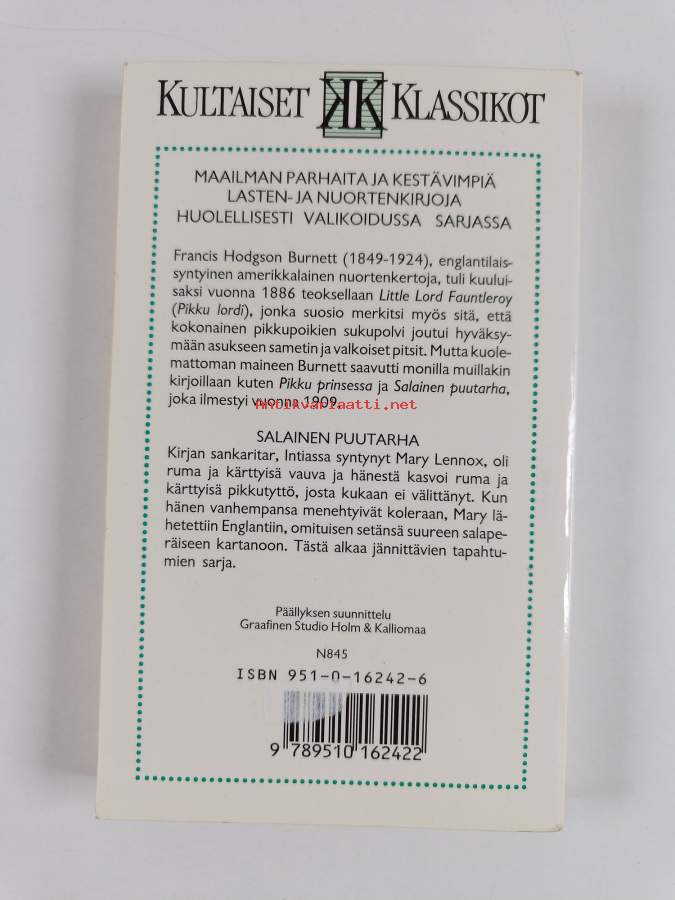 KULTAISET KK KLASSIKOT
MAAILMAN PARHAITA JA KESTÄVIMPIÄ
LASTEN- JA NUORTENKIRJOJA
HUOLELLISESTI VALIKOIDUSSA SARJASSA
Francis Hodgson Burnett (1849-1924), englantilais-
syntyinen amerikkalainen nuortenkertoja, tuli kuului-
saksi vuonna 1886 teoksellaan Little Lord Fauntleroy
(Pikku lordi), jonka suosio merkitsi myös sitä, että
kokonainen pikkupoikien sukupolvi joutui hyväksy-
mään asukseen sametin ja valkoiset pitsit. Mutta kuole-
mattoman maineen Burnett saavutti monilla muillakin
kirjoillaan kuten Pikku prinsessa ja Salainen puutarha,
joka ilmestyi vuonna 1909.
Antikvariaatti.net
SALAINEN PUUTARHA
Kirjan sankaritar, Intiassa syntynyt Mary Lennox, oli
ruma ja kärttyisä vauva ja hänestä kasvoi ruma ja
kärttyisä pikkutyttö, josta kukaan ei välittänyt. Kun
hänen vanhempansa menehtyivät koleraan, Mary lä-
hetettiin Englantiin, omituisen setänsä suureen salape-
räiseen kartanoon. Tästä alkaa jännittävien tapahtu-
mien sarja.
Päällyksen suunnittelu
Graafinen Studio Holm & Kalliomaa
N845
ISBN 951-0-16242-6
9 789510 162422